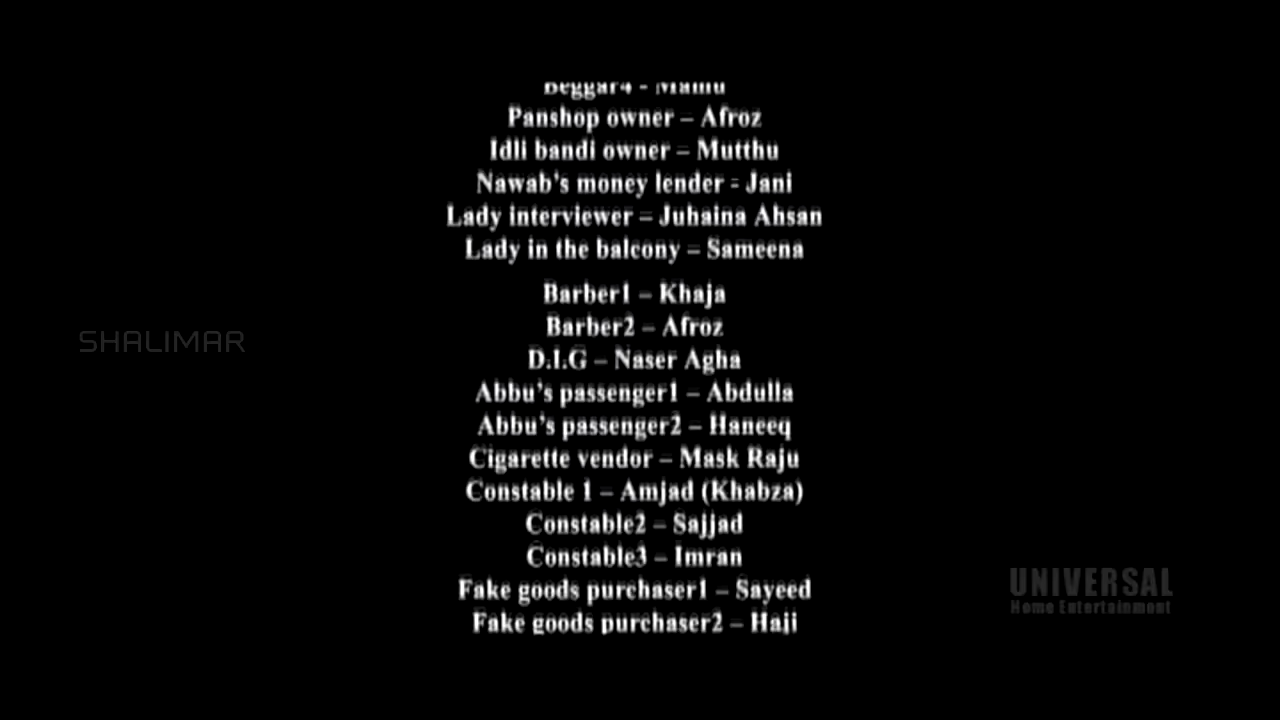 Beggar4 - Mamu
Panshop owner – Afroz
Idli bandi owner – Mutthu
Nawab's money lender - Jani
Lady interviewer – Juhaina Ahsan
Lady in the balcony – Sameena
Barber1 – Khaja
Barber2 – Afroz
D.I.G – Naser Agha
Abbu's passenger1 – Abdulla
Abbu's passenger2 – Haneeq
Cigarette vendor – Mask Raju
Constable 1 – Amjad (Khabza)
Constable2 – Sajjad
Constable3 – Imran
Fake goods purchaser1 – Sayeed
Fake goods purchaser2 – Haji
SHALIMAR
UNIVERSAL
Home Entertainment